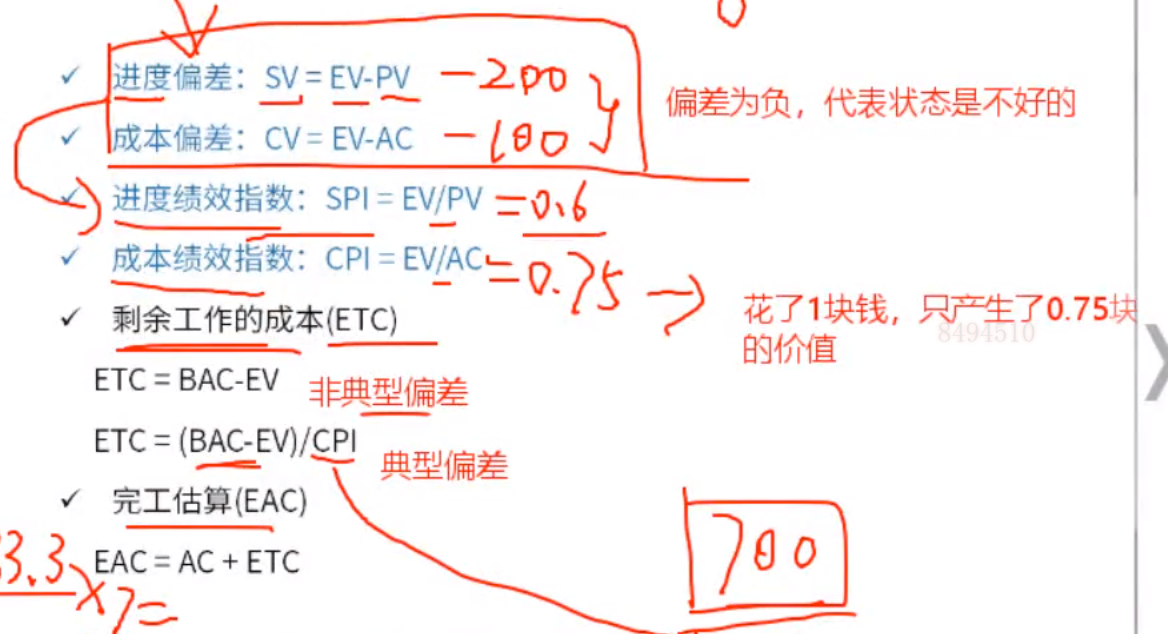 ✓ 进度偏差：SV = EV-PV -200
偏差为负，代表状态是不好的
✓ 成本偏差：CV = EV-AC -100
✓ 进度绩效指数：SPI = EV/PV =0.6
✓ 成本绩效指数：CPI = EV/AC =0.75 →
花了1块钱，只产生了0.75块
的价值
8494510
✓ 剩余工作的成本(ETC)
ETC = BAC-EV 非典型偏差
ETC = (BAC-EV)/CPI 典型偏差
✓ 完工估算(EAC)
700
EAC = AC + ETC
3.3
×7=